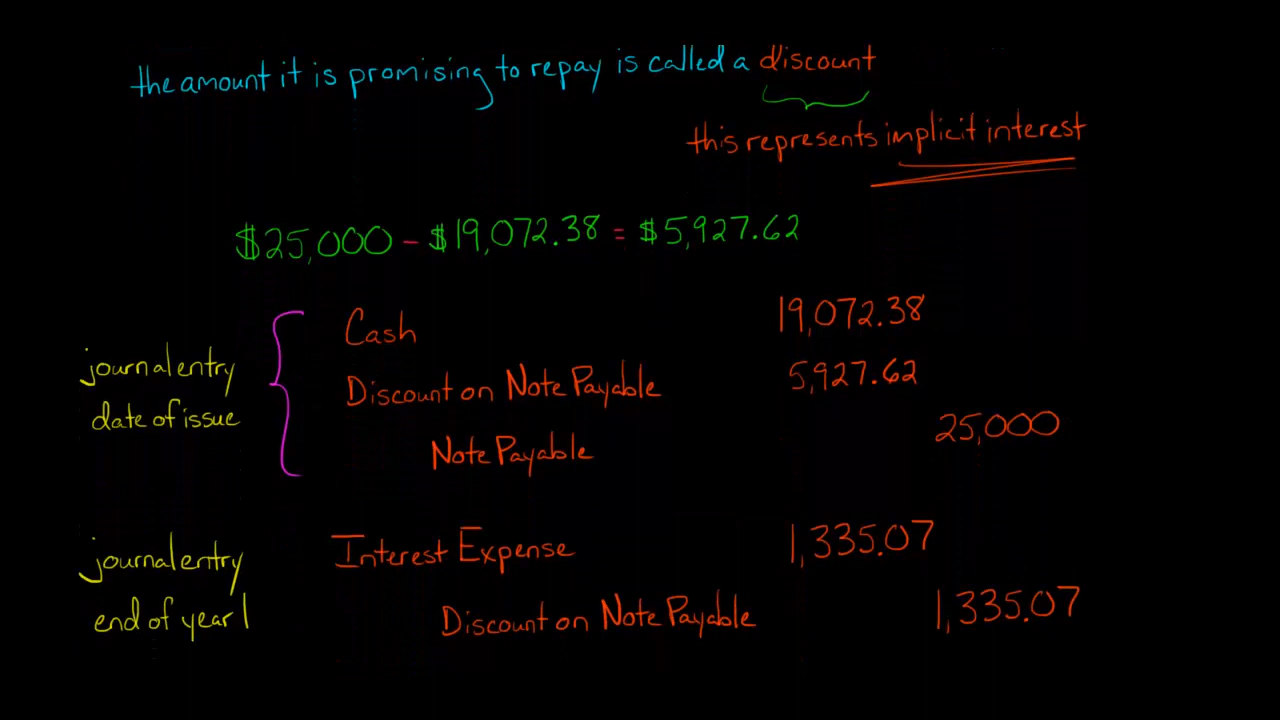 the amount it is promising to repay is called a discount
this represents implicit interest
$25,000 - $19,072.38 = $5,927.62
Cash 19,072.38
journal entry Discount on Note Payable 5,927.62
date of issue Note Payable 25,000
journal entry Interest Expense 1,335.07
end of year 1 Discount on Note Payable 1,335.07